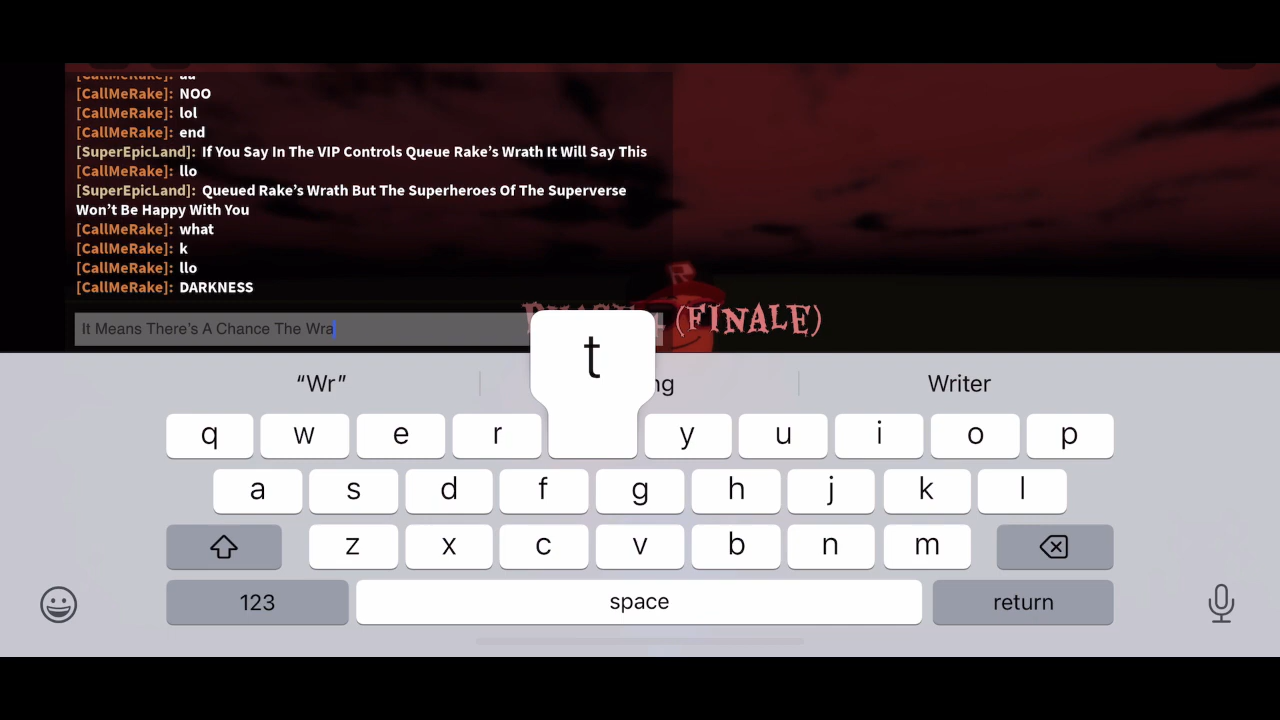 [CallMeRake]: aa
[CallMeRake]: NOO
[CallMeRake]: lol
[CallMeRake]: end
[SuperEpicLand]: If You Say In The VIP Controls Queue Rake's Wrath It Will Say This
[CallMeRake]: llo
[SuperEpicLand]: Queued Rake's Wrath But The Superheroes Of The Superverse
Won't Be Happy With You
[CallMeRake]: what
[CallMeRake]: k
[CallMeRake]: llo
[CallMeRake]: DARKNESS
R
(FINALE)
It Means There's A Chance The Wra
t
“Wr” ng Writer
q w e r y u i o p
a s d f g h j k l
z x c v b n m
123 space return